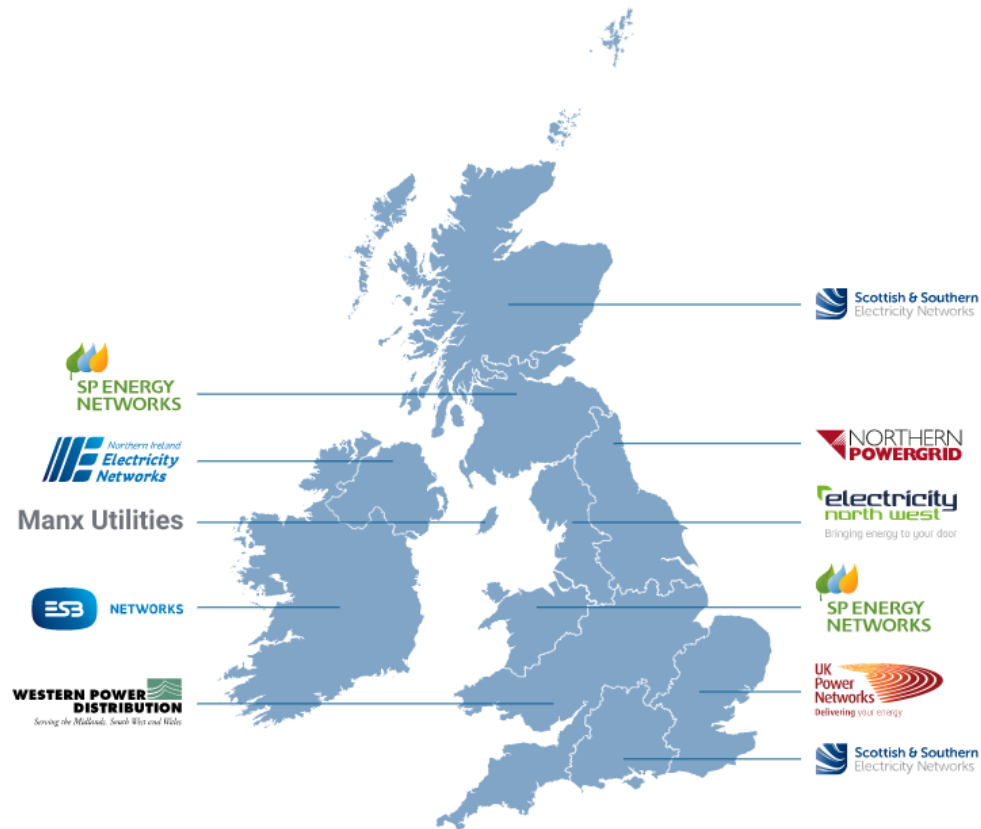 Scottish & Southern
Electricity Networks
SP ENERGY
NETWORKS
Northern Ireland
Electricity
Networks
NORTHERN
POWERGRID
Manx Utilities
electricity
north west
Bringing energy to your door
ESB
NETWORKS
SP ENERGY
NETWORKS
WESTERN POWER
DISTRIBUTION
Serving the Midlands, South West and Wales
UK
Power
Networks
Delivering your energy
Scottish & Southern
Electricity Networks